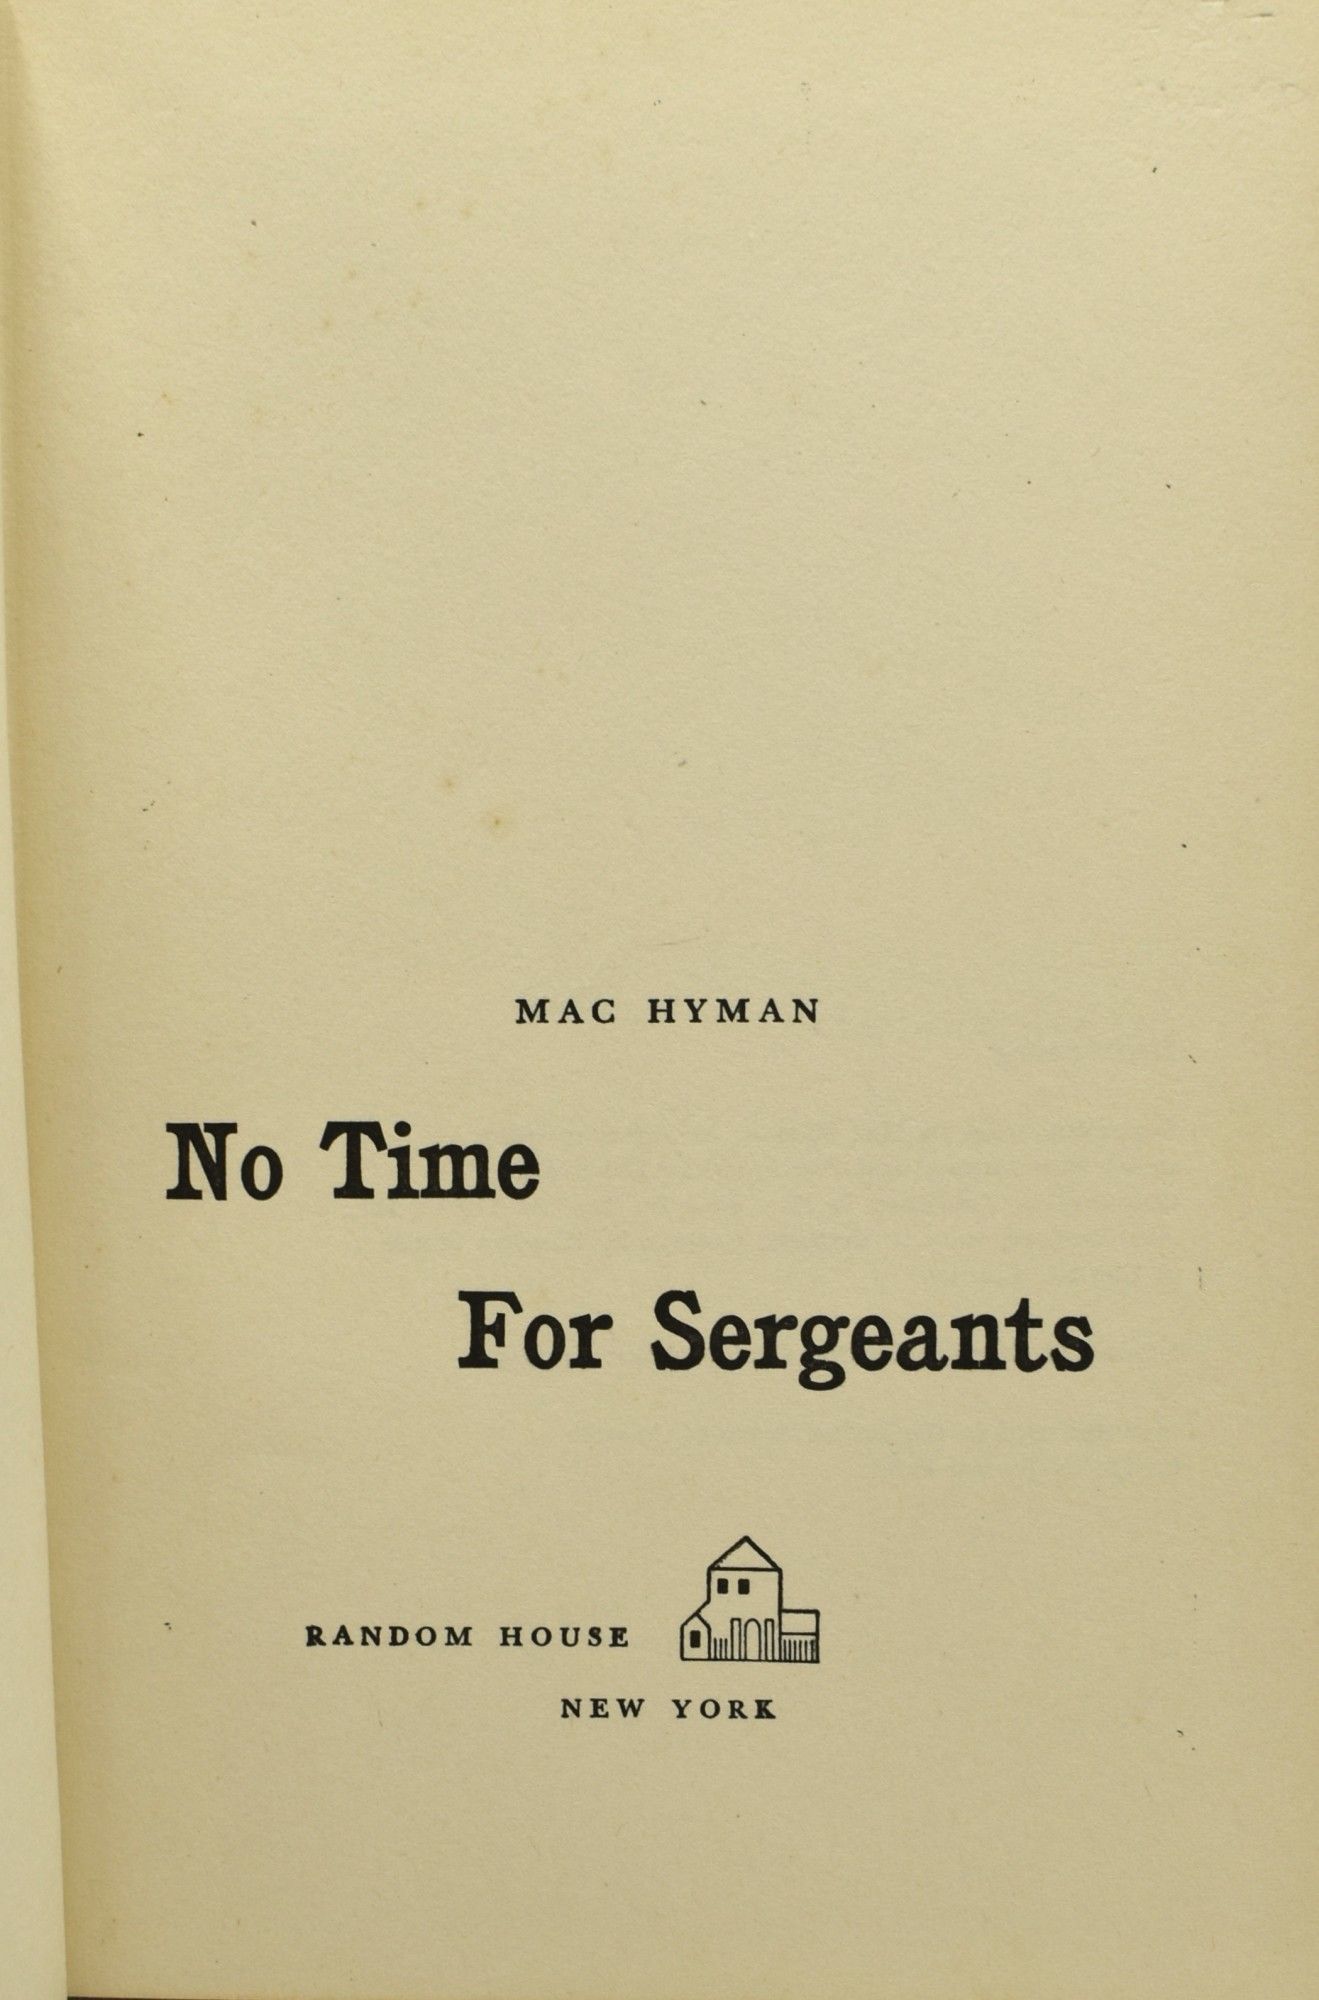 MAC HYMAN
No Time
For Sergeants
RANDOM HOUSE
NEW YORK